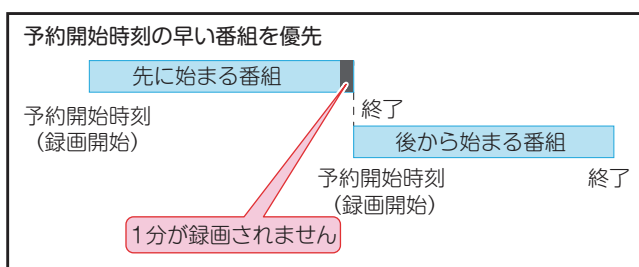 予約開始時刻の早い番組を優先
先に始まる番組
予約開始時刻
(録画開始)
終了
後から始まる番組
予約開始時刻
(録画開始)
終了
1分が録画されません